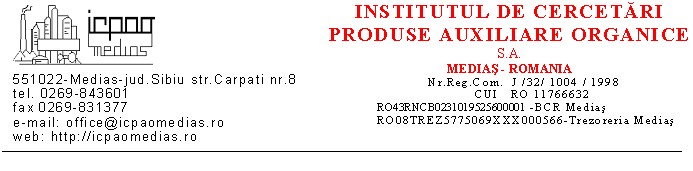 icpao
medias
551022-Medias-jud.Sibiu str.Carpati nr.8
tel. 0269-843601
fax 0269-831377
e-mail: office@icpaomedias.ro
web: http://icpaomedias.ro
INSTITUTUL DE CERCETĂRI
PRODUSE AUXILIARE ORGANICE
S.A.
MEDIAŞ - ROMANIA
Nr.Reg.Com. J /32/ 1004 / 1998
CUI RO 11766632
RO43RNCB0231019525600001 -BCR Mediaş
RO08TREZ5775069XXX000566-Trezoreria Mediaş